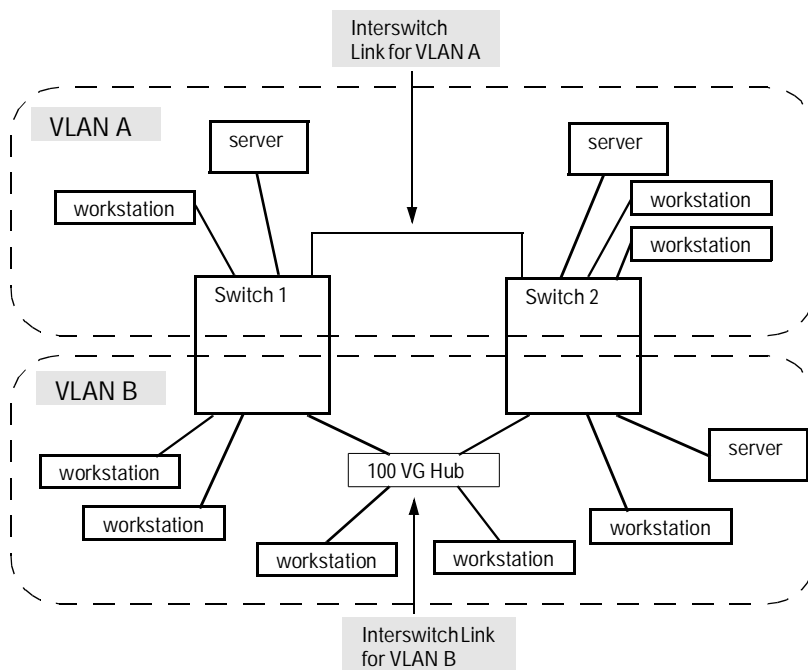 Interswitch
Link for VLAN A
VLAN A
server
server
workstation
workstation
workstation
Switch 1
Switch 2
VLAN B
server
workstation
100 VG Hub
workstation
workstation
workstation
workstation
Interswitch Link
for VLAN B